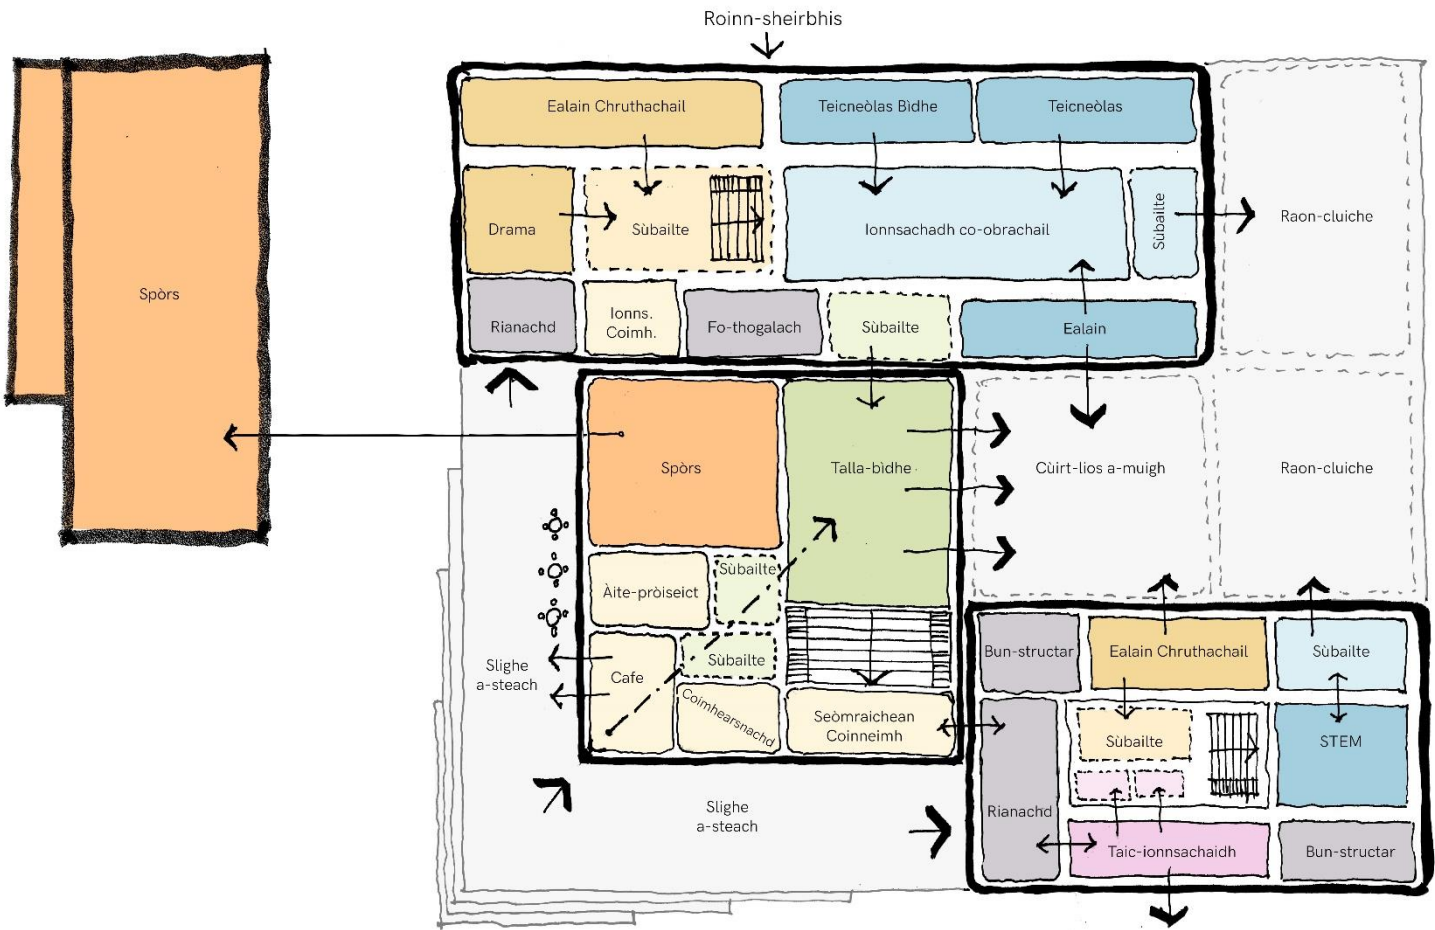 Roinn-sheirbhis
Ealain Chruthachail
Teicneòlas Bìdhe
Teicneòlas
Drama
Sùbailte
Ionnsachadh co-obrachail
Sùbailte
Raon-cluiche
Spòrs
Rianachd
Ionns.
Coimh.
Fo-thogalach
Sùbailte
Ealain
Spòrs
Talla-bìdhe
Cùirt-lios a-muigh
Raon-cluiche
Àite-pròiseict
Sùbailte
Slighe
a-steach
Cafe
Sùbailte
Coimhearsnachd
Seòmraichean
Coinneimh
Bun-structar
Ealain Chruthachail
Sùbailte
Sùbailte
STEM
Rianachd
Slighe
a-steach
Taic-ionnsachaidh
Bun-structar